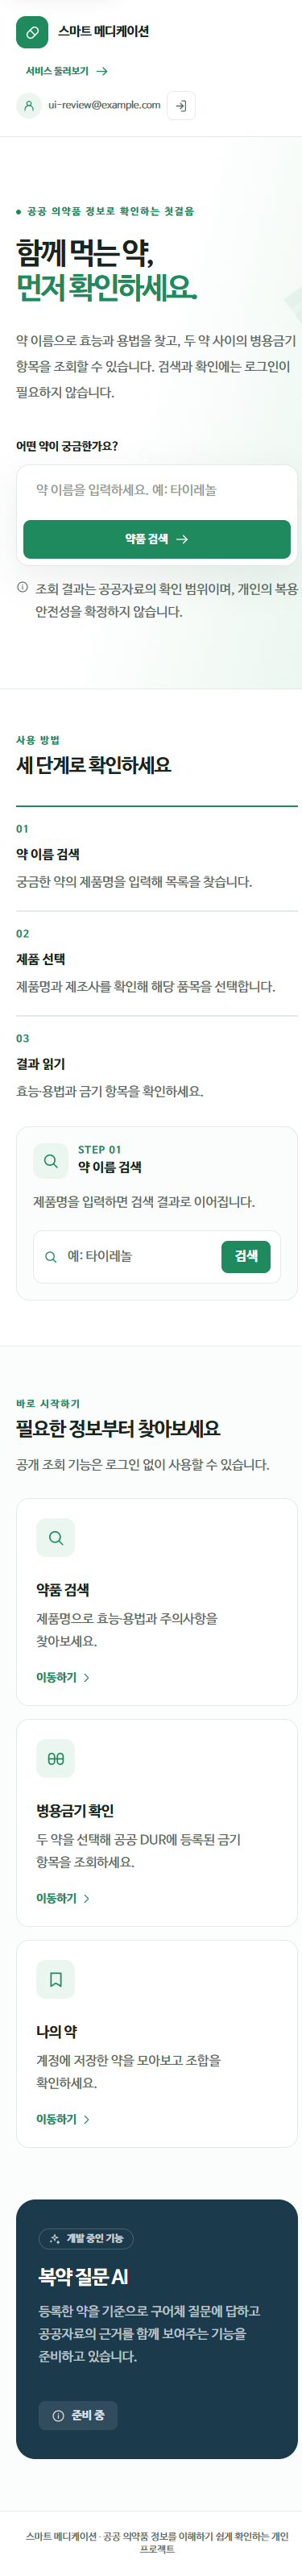 스마트 메디케이션
서비스 둘러보기
ui-review@example.com
공공 의약품 정보로 확인하는 첫걸음
함께 먹는 약,
먼저 확인하세요.
약 이름으로 효능과 용법을 찾고, 두 약 사이의 병용금기
항목을 조회할 수 있습니다. 검색과 확인에는 로그인이
필요하지 않습니다.
어떤 약이 궁금한가요?
약 이름을 입력하세요. 예: 타이레놀
약품 검색
조회 결과는 공공자료의 확인 범위이며, 개인의 복용
안전성을 확정하지 않습니다.
사용 방법
세 단계로 확인하세요
01
약 이름 검색
궁금한 약의 제품명을 입력해 목록을 찾습니다.
02
제품 선택
제품명과 제조사를 확인해 해당 품목을 선택합니다.
03
결과 읽기
효능·용법과 금기 항목을 확인하세요.
STEP 01
약 이름 검색
제품명을 입력하면 검색 결과로 이어집니다.
예: 타이레놀
검색
바로 시작하기
필요한 정보부터 찾아보세요
공개 조회 기능은 로그인 없이 사용할 수 있습니다.
약품 검색
제품명으로 효능·용법과 주의사항을
찾아보세요.
이동하기
병용금기 확인
두 약을 선택해 공공 DUR에 등록된 금기
항목을 조회하세요.
이동하기
나의 약
계정에 저장한 약을 모아보고 조합을
확인하세요.
이동하기
개발 중인 기능
복약 질문 AI
등록한 약을 기준으로 구어체 질문에 답하고
공공자료의 근거를 함께 보여주는 기능을
준비하고 있습니다.
준비 중
스마트 메디케이션 · 공공 의약품 정보를 이해하기 쉽게 확인하는 개인
프로젝트